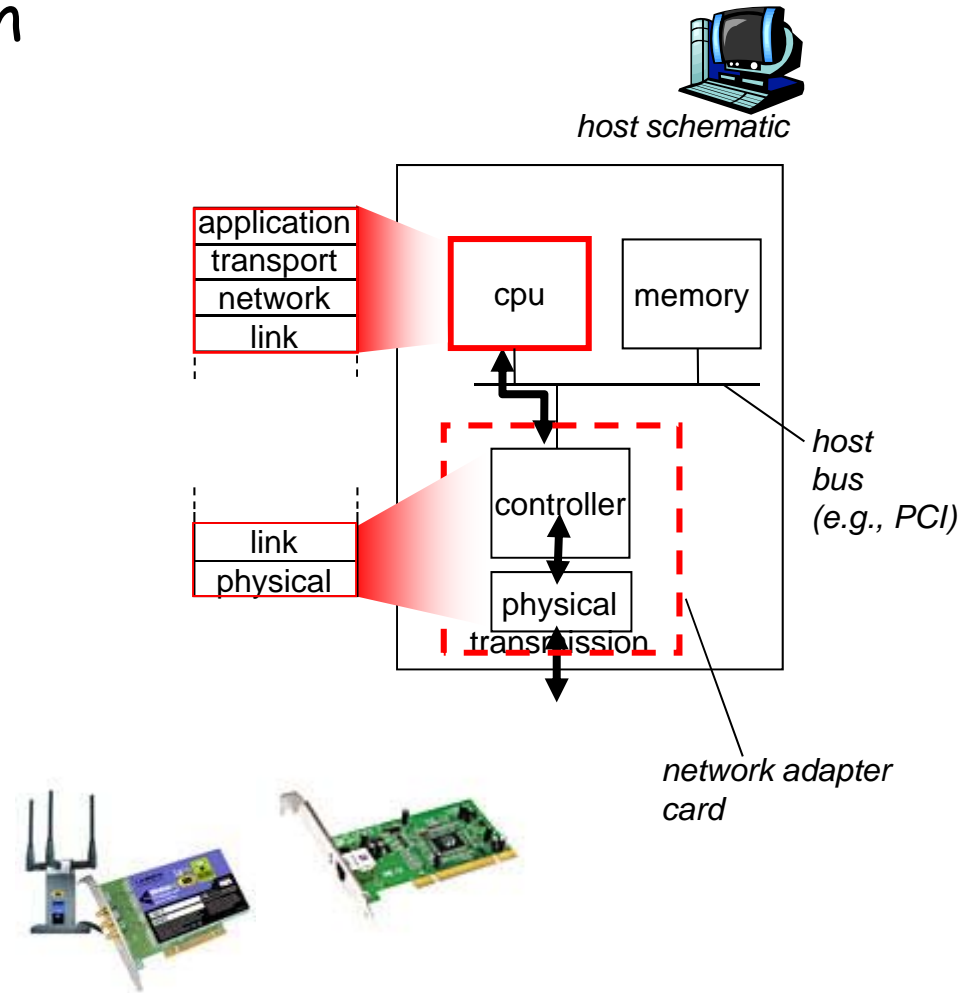 host schematic
application
transport
network
link
cpu
memory
host
bus
(e.g., PCI)
controller
link
physical
physical
transmission
network adapter
card